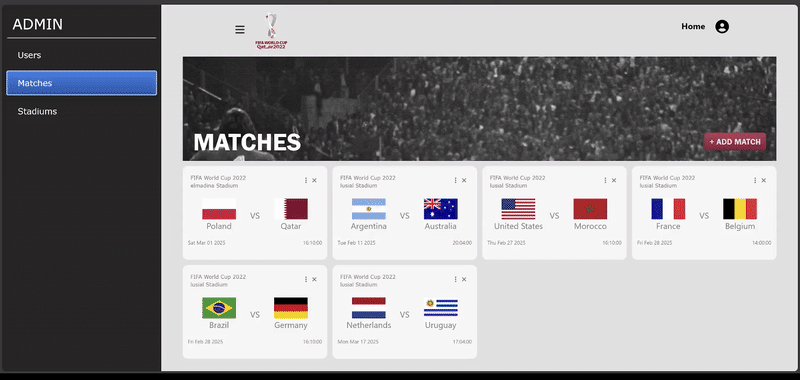 ADMIN
Users
Matches
Stadiums
FIFA WORLD CUP
Home
MATCHES
+ ADD MATCH
FIFA World Cup 2022
elmadina Stadium
Poland VS Qatar
Sat Mar 01 2025 16:10:00
FIFA World Cup 2022
lusial Stadium
Argentina VS Australia
Tue Feb 11 2025 20:04:00
FIFA World Cup 2022
lusial Stadium
United States VS Morocco
Thu Feb 27 2025 16:10:00
FIFA World Cup 2022
lusial Stadium
France VS Belgium
Fri Feb 28 2025 14:00:00
FIFA World Cup 2022
lusial Stadium
Brazil VS Germany
Fri Feb 28 2025 16:10:00
FIFA World Cup 2022
lusial Stadium
Netherlands VS Uruguay
Mon Mar 17 2025 17:04:00